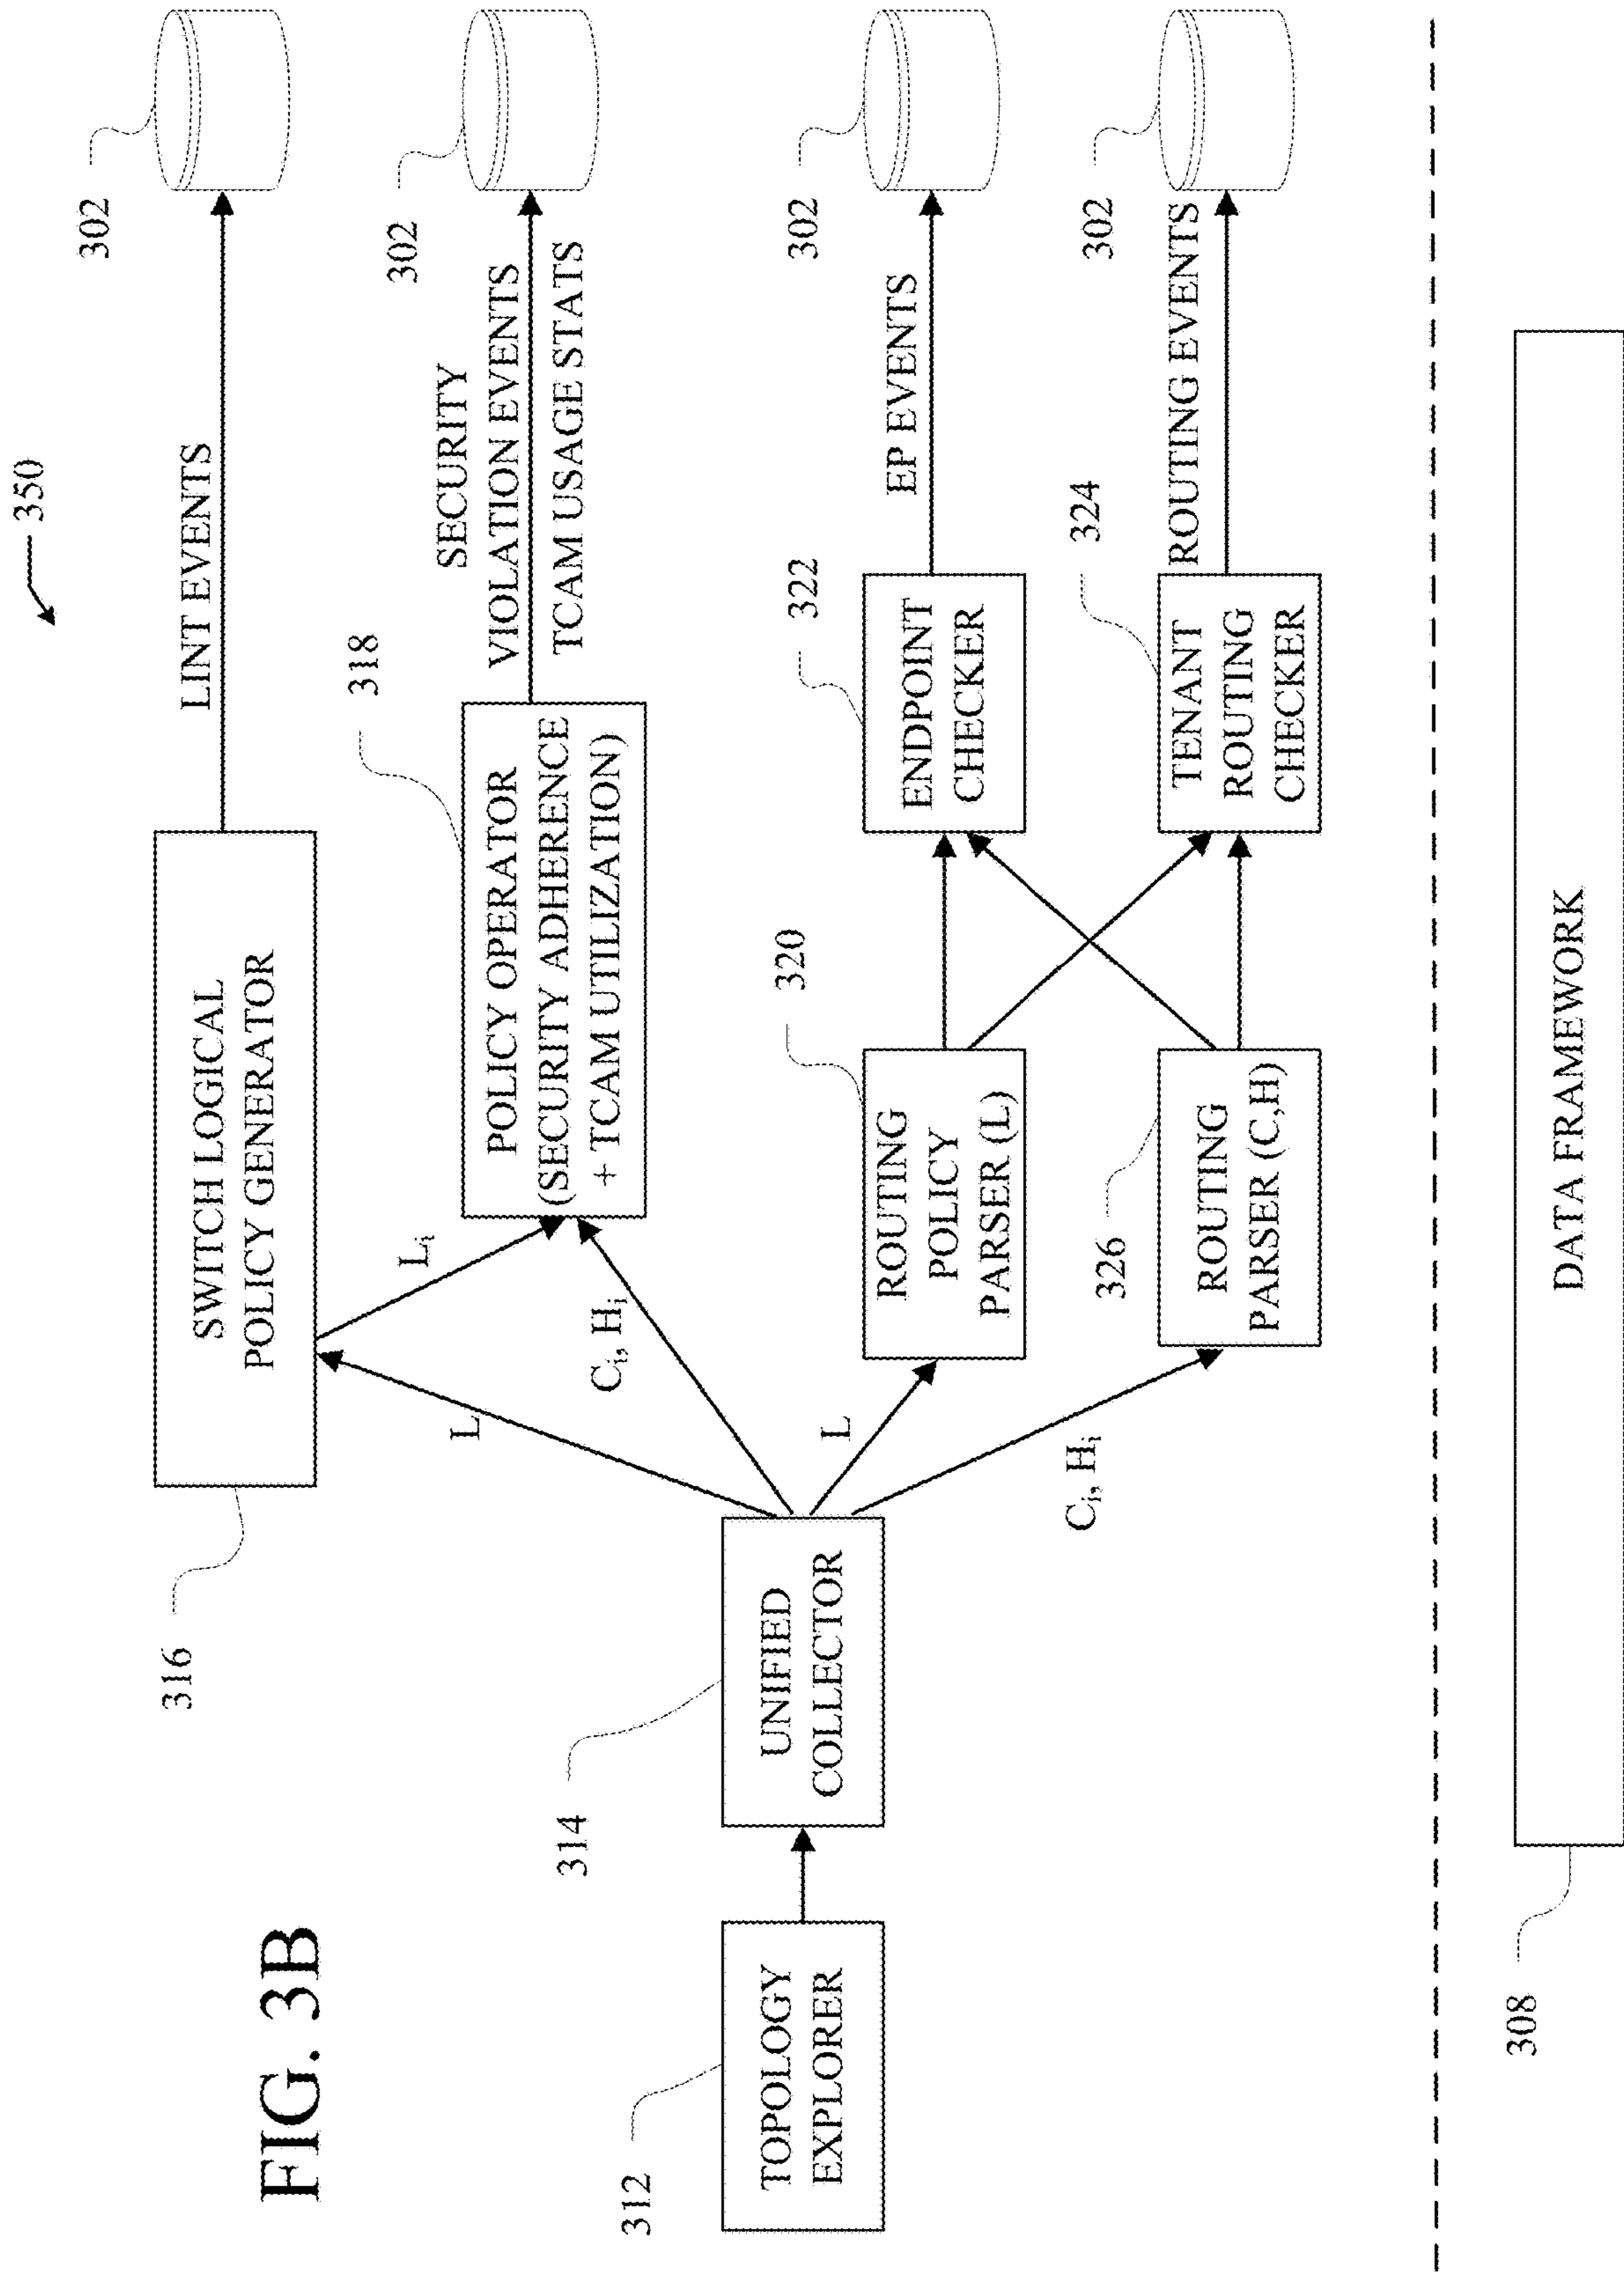 FIG. 3B
350
302
LINT EVENTS
SWITCH LOGICAL
POLICY GENERATOR
316
302
SECURITY
VIOLATION EVENTS
TCAM USAGE STATS
318
POLICY OPERATOR
(SECURITY ADHERENCE
+ TCAM UTILIZATION)
Li
L
Ci, Hi
312
TOPOLOGY
EXPLORER
314
UNIFIED
COLLECTOR
L
Ci, Hi
320
ROUTING
POLICY
PARSER (L)
322
ENDPOINT
CHECKER
EP EVENTS
302
326
ROUTING
PARSER (C,H)
324
TENANT
ROUTING
CHECKER
ROUTING EVENTS
302
308
DATA FRAMEWORK